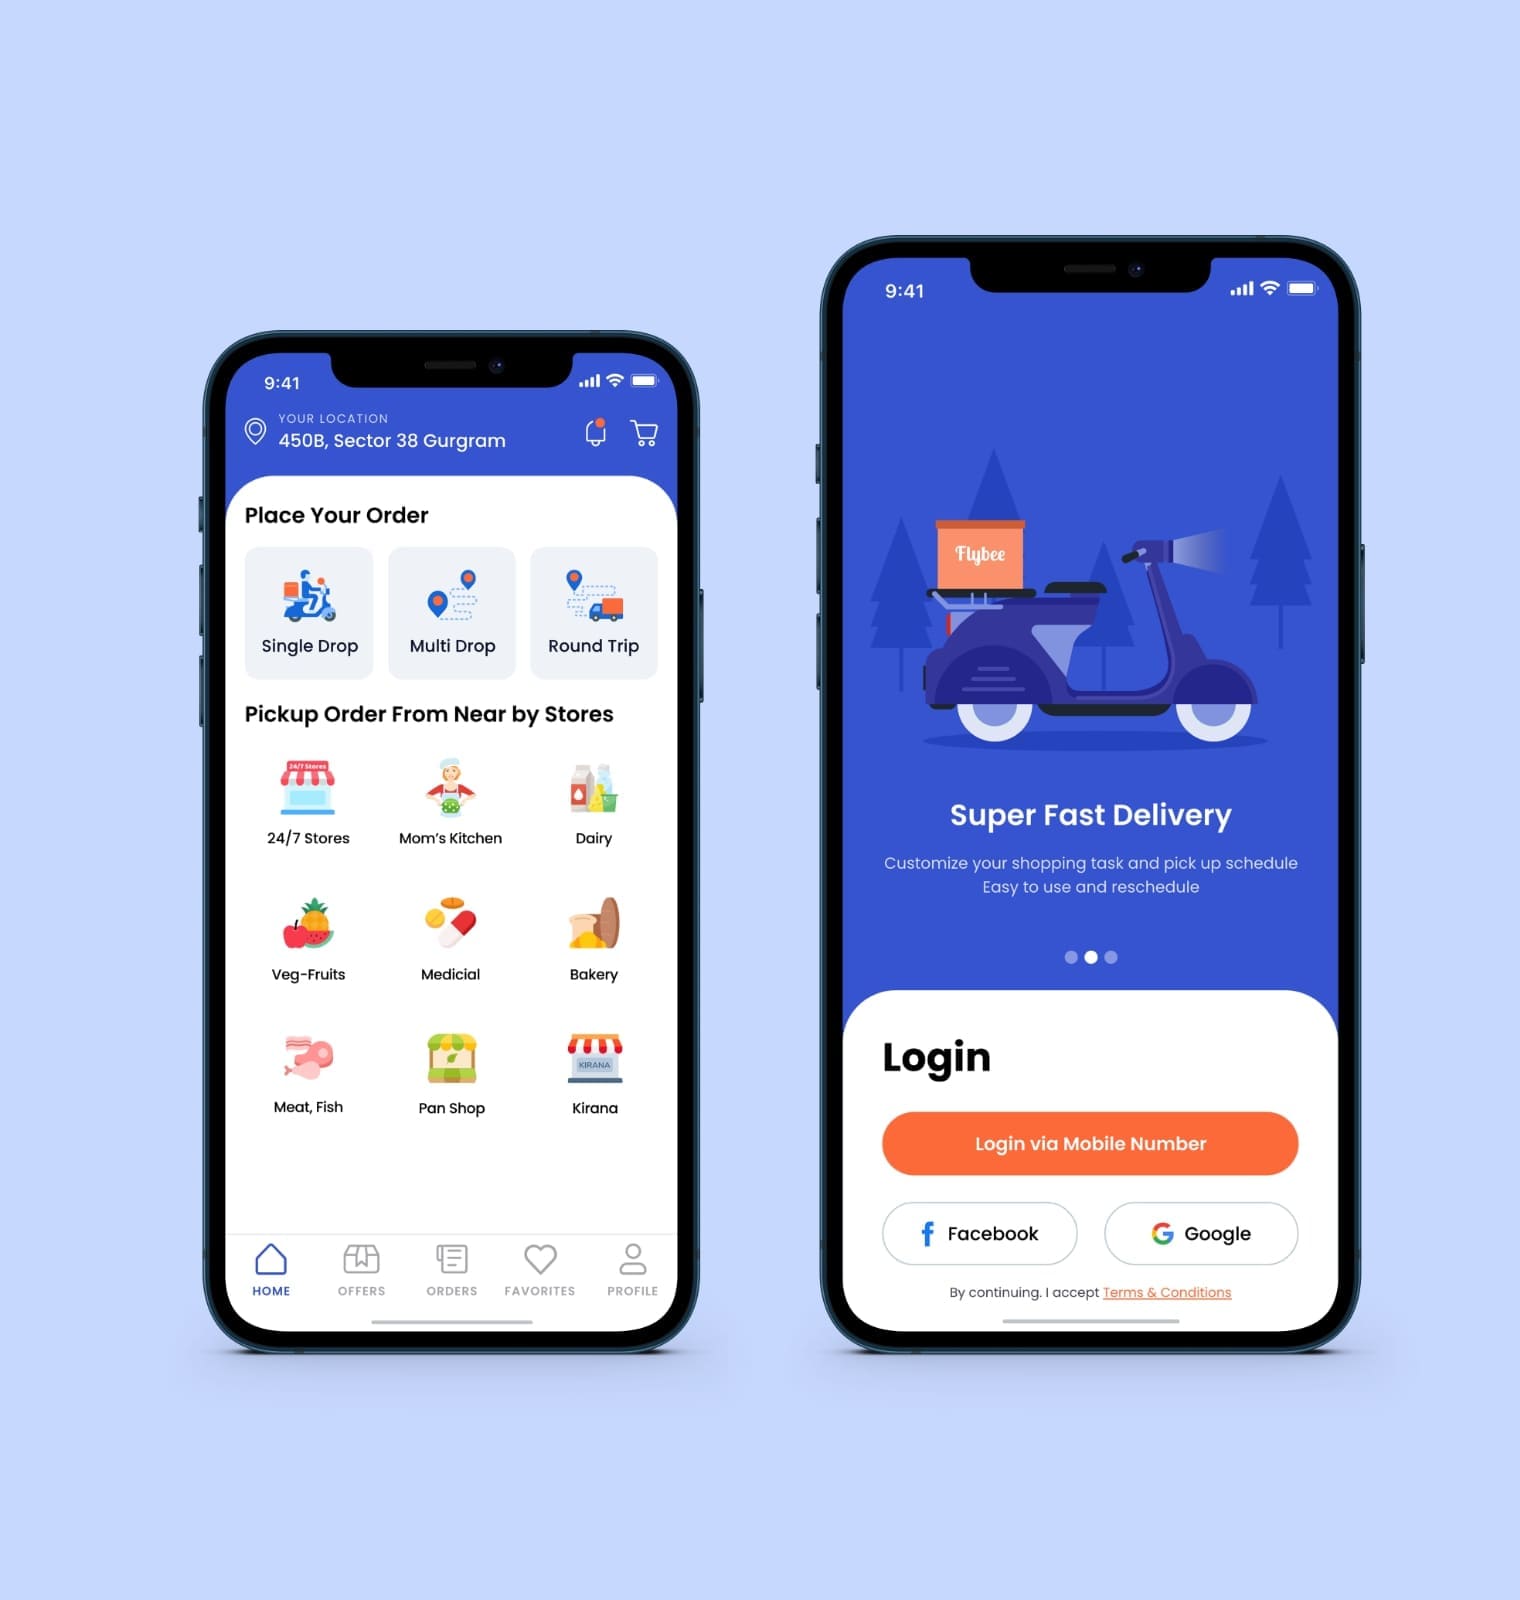 9:41
YOUR LOCATION
450B, Sector 38 Gurgram
Place Your Order
Single Drop
Multi Drop
Round Trip
Pickup Order From Near by Stores
24/7 Stores
24/7 Stores
Mom's Kitchen
Dairy
Veg-Fruits
Medicial
Bakery
KIRANA
Meat, Fish
Pan Shop
Kirana
HOME
OFFERS
ORDERS
FAVORITES
PROFILE
9:41
Flybee
Super Fast Delivery
Customize your shopping task and pick up schedule
Easy to use and reschedule
Login
Login via Mobile Number
Facebook
Google
By continuing. I accept Terms & Conditions